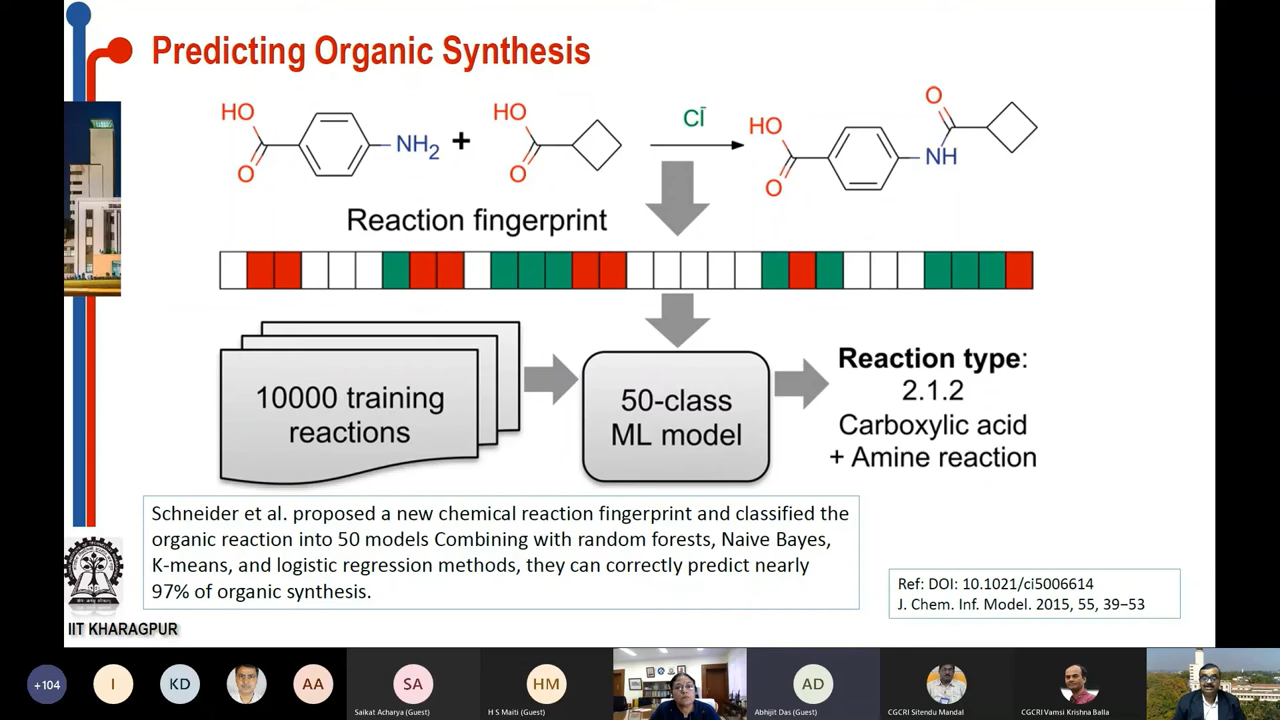 Predicting Organic Synthesis
HO
O
NH2
+
HO
O
Cl̄
HO
O
O
NH
Reaction fingerprint
10000 training
reactions
50-class
ML model
Reaction type:
2.1.2
Carboxylic acid
+ Amine reaction
Schneider et al. proposed a new chemical reaction fingerprint and classified the
organic reaction into 50 models Combining with random forests, Naive Bayes,
K-means, and logistic regression methods, they can correctly predict nearly
97% of organic synthesis.
Ref: DOI: 10.1021/ci5006614
J. Chem. Inf. Model. 2015, 55, 39−53
IIT KHARAGPUR
+104
I
KD
AA
SA
Saikat Acharya (Guest)
HM
H S Maiti (Guest)
AD
Abhijit Das (Guest)
CGCRI Sitendu Mandal
CGCRI Vamsi Krishna Balla